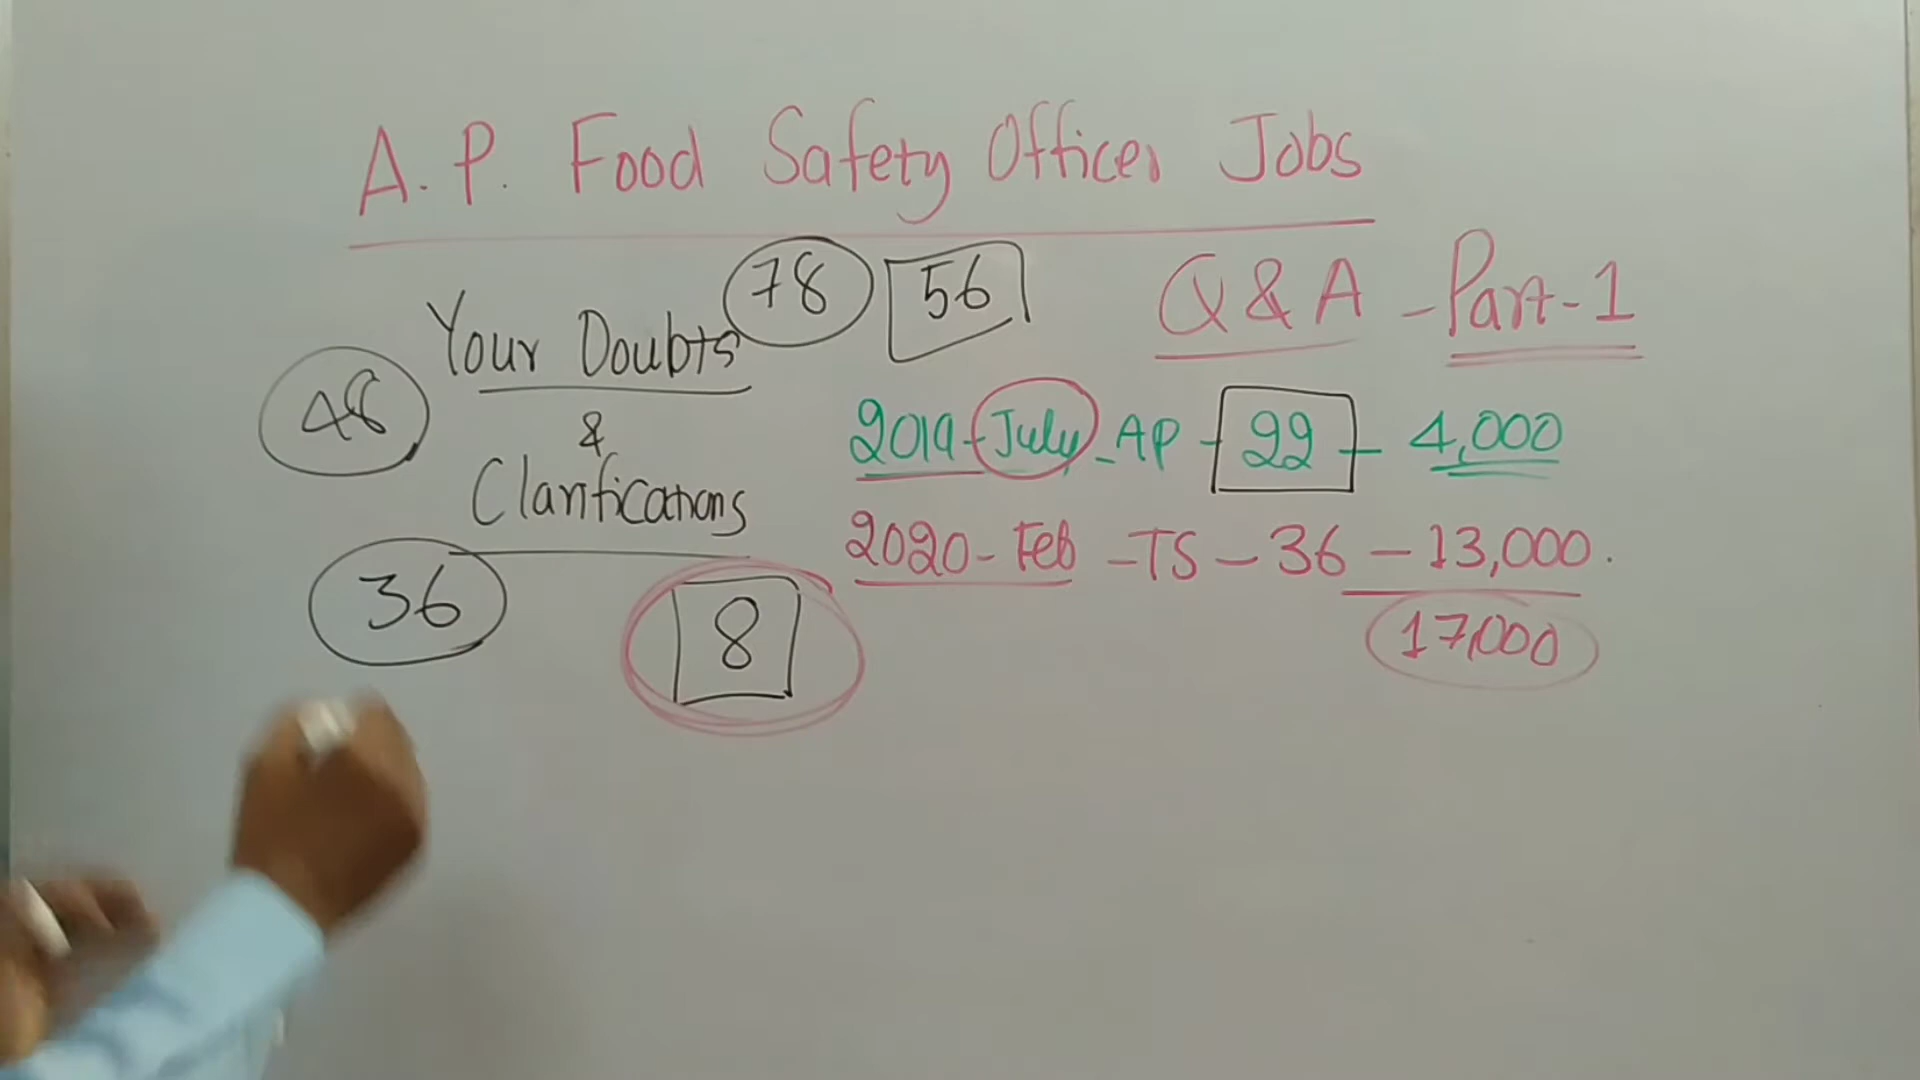 A. P. Food Safety Officer Jobs
78 56
Q & A - Part - 1
Your Doubts
48
&
Clarifications
2019 - July - AP - 22 - 4,000
2020 - Feb - TS - 36 - 13,000.
17,000
36
8